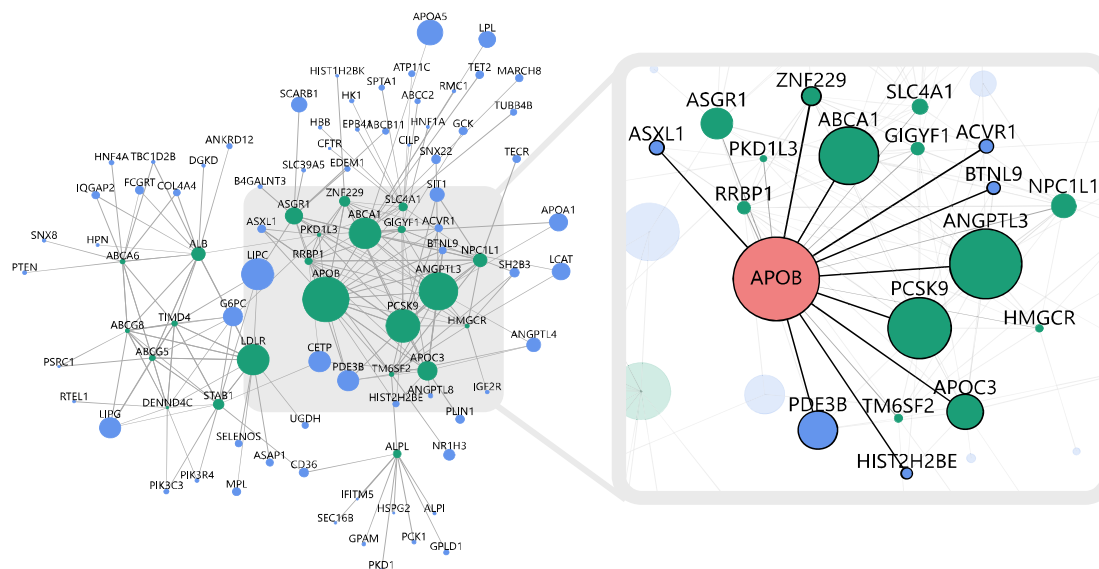 APOA5
LPL
HIST1H2BK
ATP11C
TET2
MARCH8
SPTA1
RMC1
SCARB1
HK1
ABCC2
TUBB4B
HBB
EPB41
ABCB11
HNF1A
GCK
ANKRD12
CFTR
CILP
HNF4A
TBC1D2B
DGKD
SLC39A5
EDEM1
SNX22
TECR
IQGAP2
FCGRT
COL4A4
B4GALNT3
ZNF229
SIT1
ASGR1
SLC4A1
ABCA1
APOA1
ASXL1
PKD1L3
GIGYF1
ACVR1
SNX8
HPN
ALB
BTNL9
PTEN
ABCA6
LIPC
RRBP1
NPC1L1
APOB
ANGPTL3
SH2B3
LCAT
G6PC
PCSK9
ABCG8
TIMD4
HMGCR
LDLR
ANGPTL4
CETP
PSRC1
ABCG5
PDE3B
APOC3
TM6SF2
RTEL1
DENND4C
STAB1
HIST2H2BE
ANGPTL8
IGF2R
LIPG
UGDH
PLIN1
SELENOS
ALPL
NR1H3
ASAP1
CD36
PIK3R4
PIK3C3
MPL
IFITM5
HSPG2
ALPI
SEC16B
GPAM
PCK1
GPLD1
PKD1
ZNF229
ASGR1
SLC4A1
ABCA1
ASXL1
GIGYF1
ACVR1
PKD1L3
BTNL9
RRBP1
NPC1L1
ANGPTL3
APOB
PCSK9
HMGCR
APOC3
PDE3B
TM6SF2
HIST2H2BE